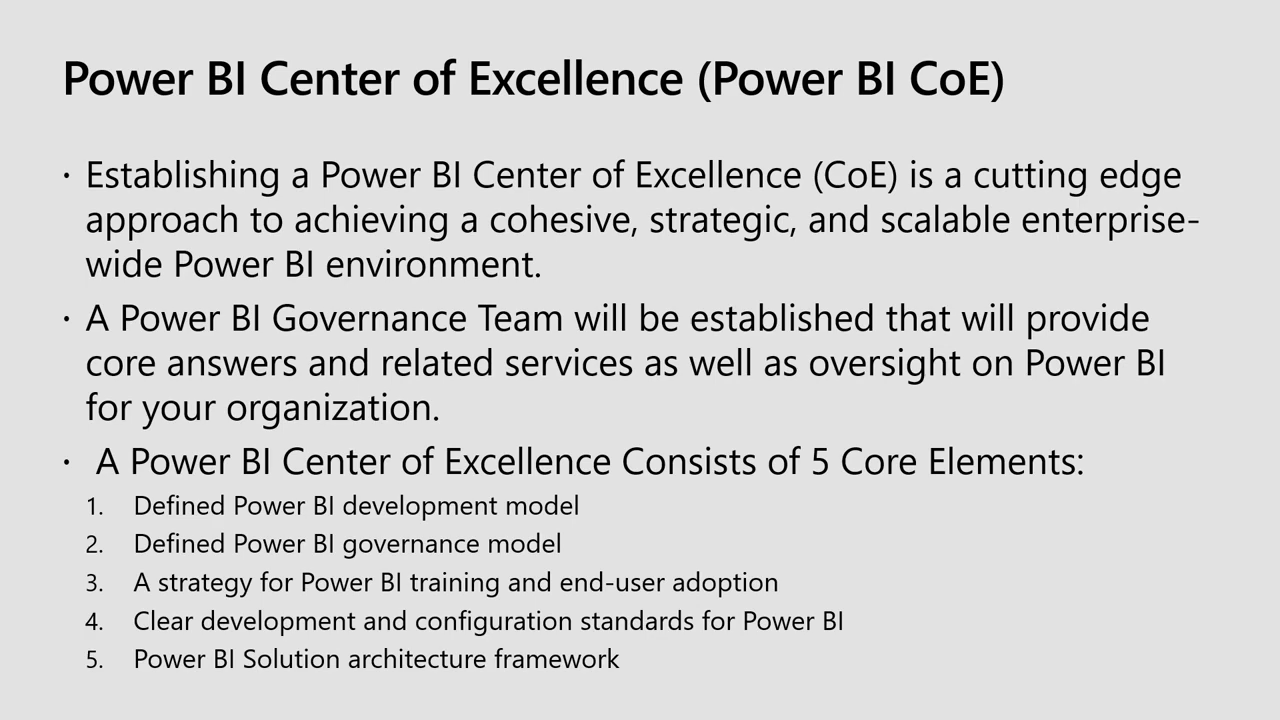 Power BI Center of Excellence (Power BI CoE)
• Establishing a Power BI Center of Excellence (CoE) is a cutting edge
approach to achieving a cohesive, strategic, and scalable enterprise-
wide Power BI environment.
• A Power BI Governance Team will be established that will provide
core answers and related services as well as oversight on Power BI
for your organization.
• A Power BI Center of Excellence Consists of 5 Core Elements:
1. Defined Power BI development model
2. Defined Power BI governance model
3. A strategy for Power BI training and end-user adoption
4. Clear development and configuration standards for Power BI
5. Power BI Solution architecture framework